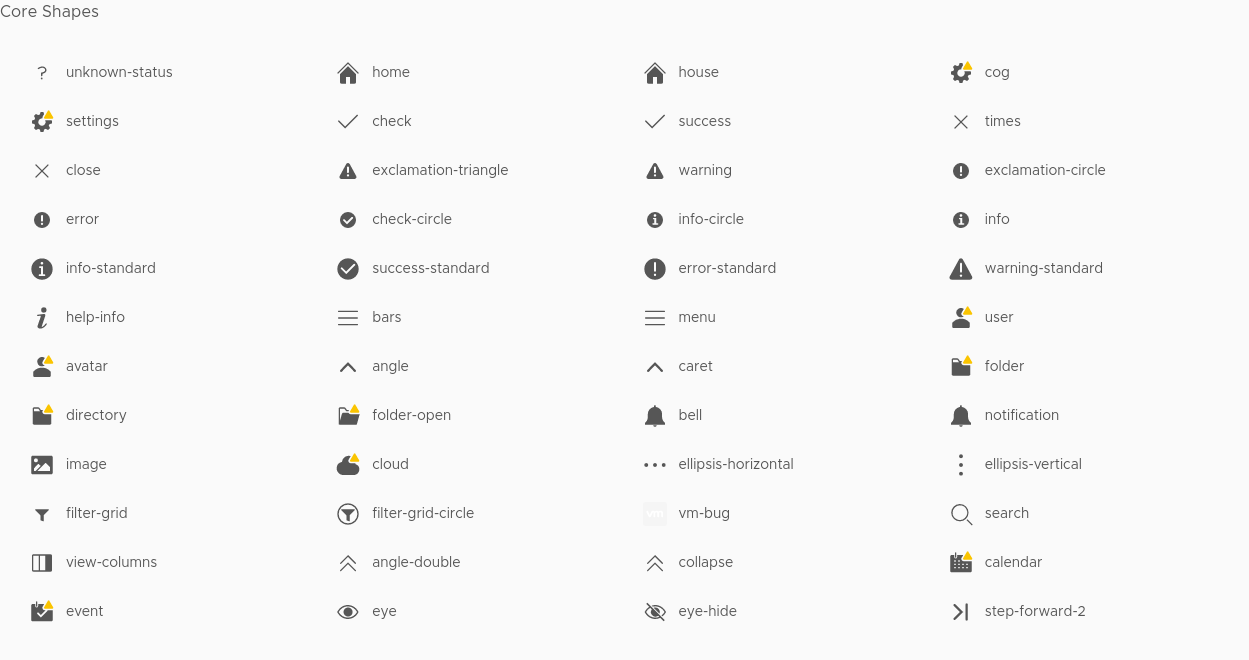 Core Shapes
? unknown-status home house cog
settings check success times
close exclamation-triangle warning exclamation-circle
error check-circle info-circle info
info-standard success-standard error-standard warning-standard
help-info bars menu user
avatar angle caret folder
directory folder-open bell notification
image cloud ellipsis-horizontal ellipsis-vertical
filter-grid filter-grid-circle vm vm-bug search
view-columns angle-double collapse calendar
event eye eye-hide step-forward-2